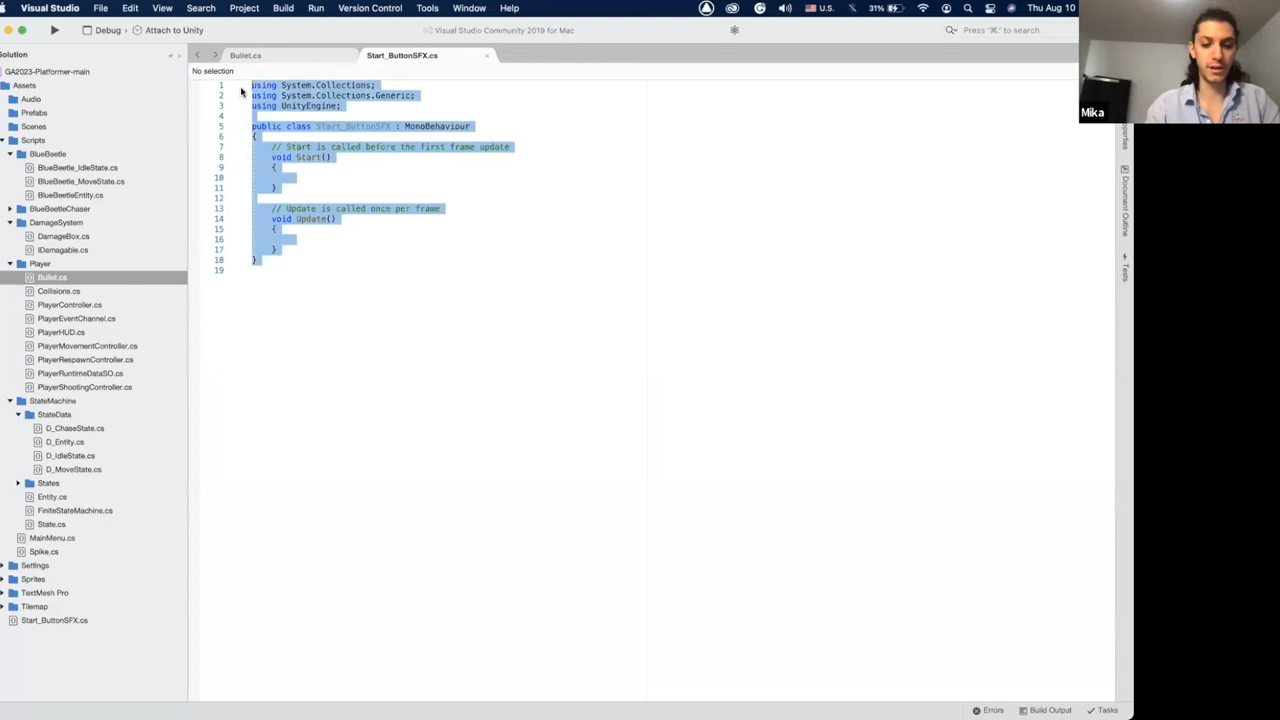 Visual Studio File Edit View Search Project Build Run Version Control Tools Window Help U.S. 31% Thu Aug 10
Debug Attach to Unity Visual Studio Community 2019 for Mac Press '⌘.' to search
Solution
GA2023-Platformer-main
Assets
Audio
Prefabs
Scenes
Scripts
BlueBeetle
BlueBeetle_IdleState.cs
BlueBeetle_MoveState.cs
BlueBeetleEntity.cs
BlueBeetleChaser
DamageSystem
DamageBox.cs
IDamagable.cs
Player
Bullet.cs
Collisions.cs
PlayerController.cs
PlayerEventChannel.cs
PlayerHUD.cs
PlayerMovementController.cs
PlayerRespawnController.cs
PlayerRuntimeDataSO.cs
PlayerShootingController.cs
StateMachine
StateData
D_ChaseState.cs
D_Entity.cs
D_IdleState.cs
D_MoveState.cs
States
Entity.cs
FiniteStateMachine.cs
State.cs
MainMenu.cs
Spike.cs
Settings
Sprites
TextMesh Pro
Tilemap
Start_ButtonSFX.cs
Bullet.cs Start_ButtonSFX.cs
No selection
1 using System.Collections;
2 using System.Collections.Generic;
3 using UnityEngine;
4
5 public class Start_ButtonSFX : MonoBehaviour
6 {
7 // Start is called before the first frame update
8 void Start()
9 {
10
11 }
12
13 // Update is called once per frame
14 void Update()
15 {
16
17 }
18 }
19
Mika
Document Outline
Tests
Errors Build Output Tasks